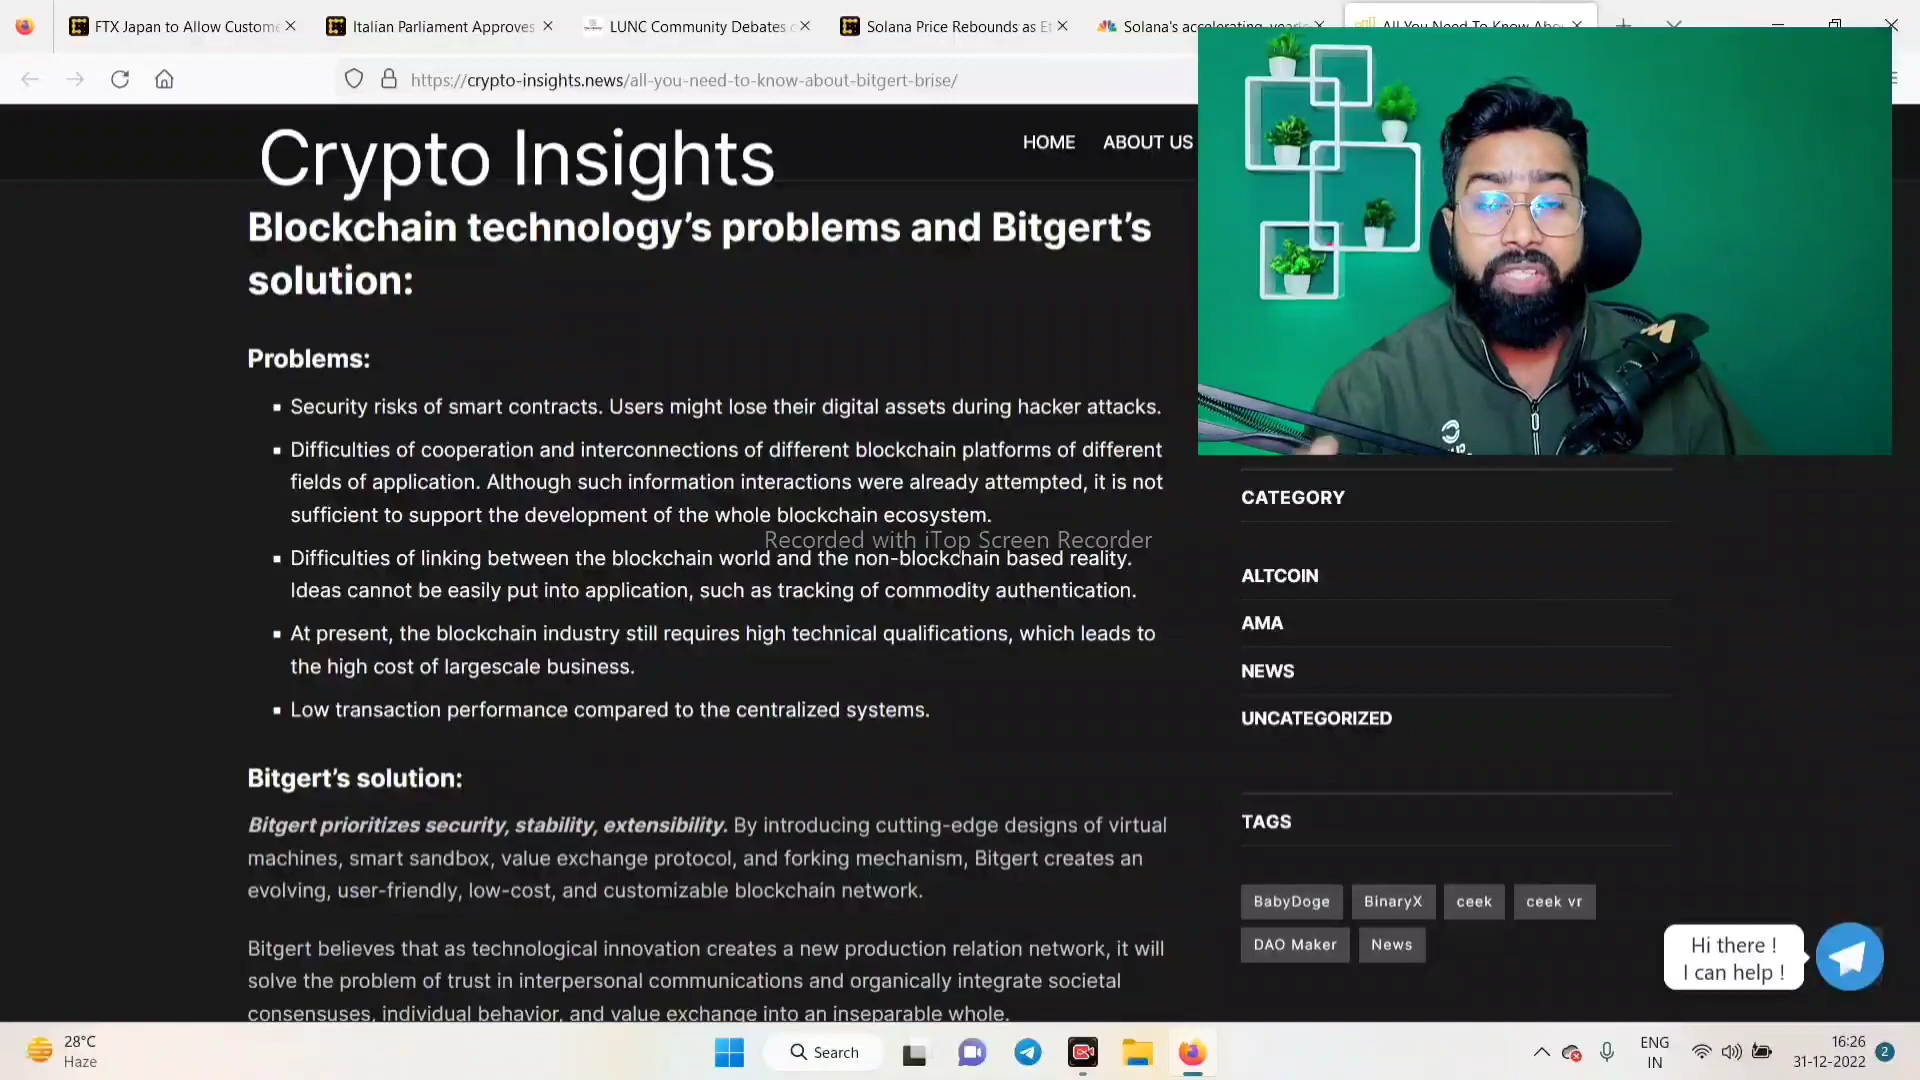 FTX Japan to Allow Custome
Italian Parliament Approves
LUNC Community Debates
Solana Price Rebounds as Et
Solana's accelerating
All You Need To Know Abo
https://crypto-insights.news/all-you-need-to-know-about-bitgert-brise/
Crypto Insights
HOME
ABOUT US
Blockchain technology's problems and Bitgert's
solution:
Problems:
Security risks of smart contracts. Users might lose their digital assets during hacker attacks.
Difficulties of cooperation and interconnections of different blockchain platforms of different
fields of application. Although such information interactions were already attempted, it is not
sufficient to support the development of the whole blockchain ecosystem.
Recorded with iTop Screen Recorder
Difficulties of linking between the blockchain world and the non-blockchain based reality.
Ideas cannot be easily put into application, such as tracking of commodity authentication.
At present, the blockchain industry still requires high technical qualifications, which leads to
the high cost of largescale business.
Low transaction performance compared to the centralized systems.
Bitgert's solution:
Bitgert prioritizes security, stability, extensibility. By introducing cutting-edge designs of virtual
machines, smart sandbox, value exchange protocol, and forking mechanism, Bitgert creates an
evolving, user-friendly, low-cost, and customizable blockchain network.
Bitgert believes that as technological innovation creates a new production relation network, it will
solve the problem of trust in interpersonal communications and organically integrate societal
consensuses, individual behavior, and value exchange into an inseparable whole.
CATEGORY
ALTCOIN
AMA
NEWS
UNCATEGORIZED
TAGS
BabyDoge
BinaryX
ceek
ceek vr
DAO Maker
News
Hi there !
I can help !
28°C
Haze
Search
ENG
IN
16:26
31-12-2022
2